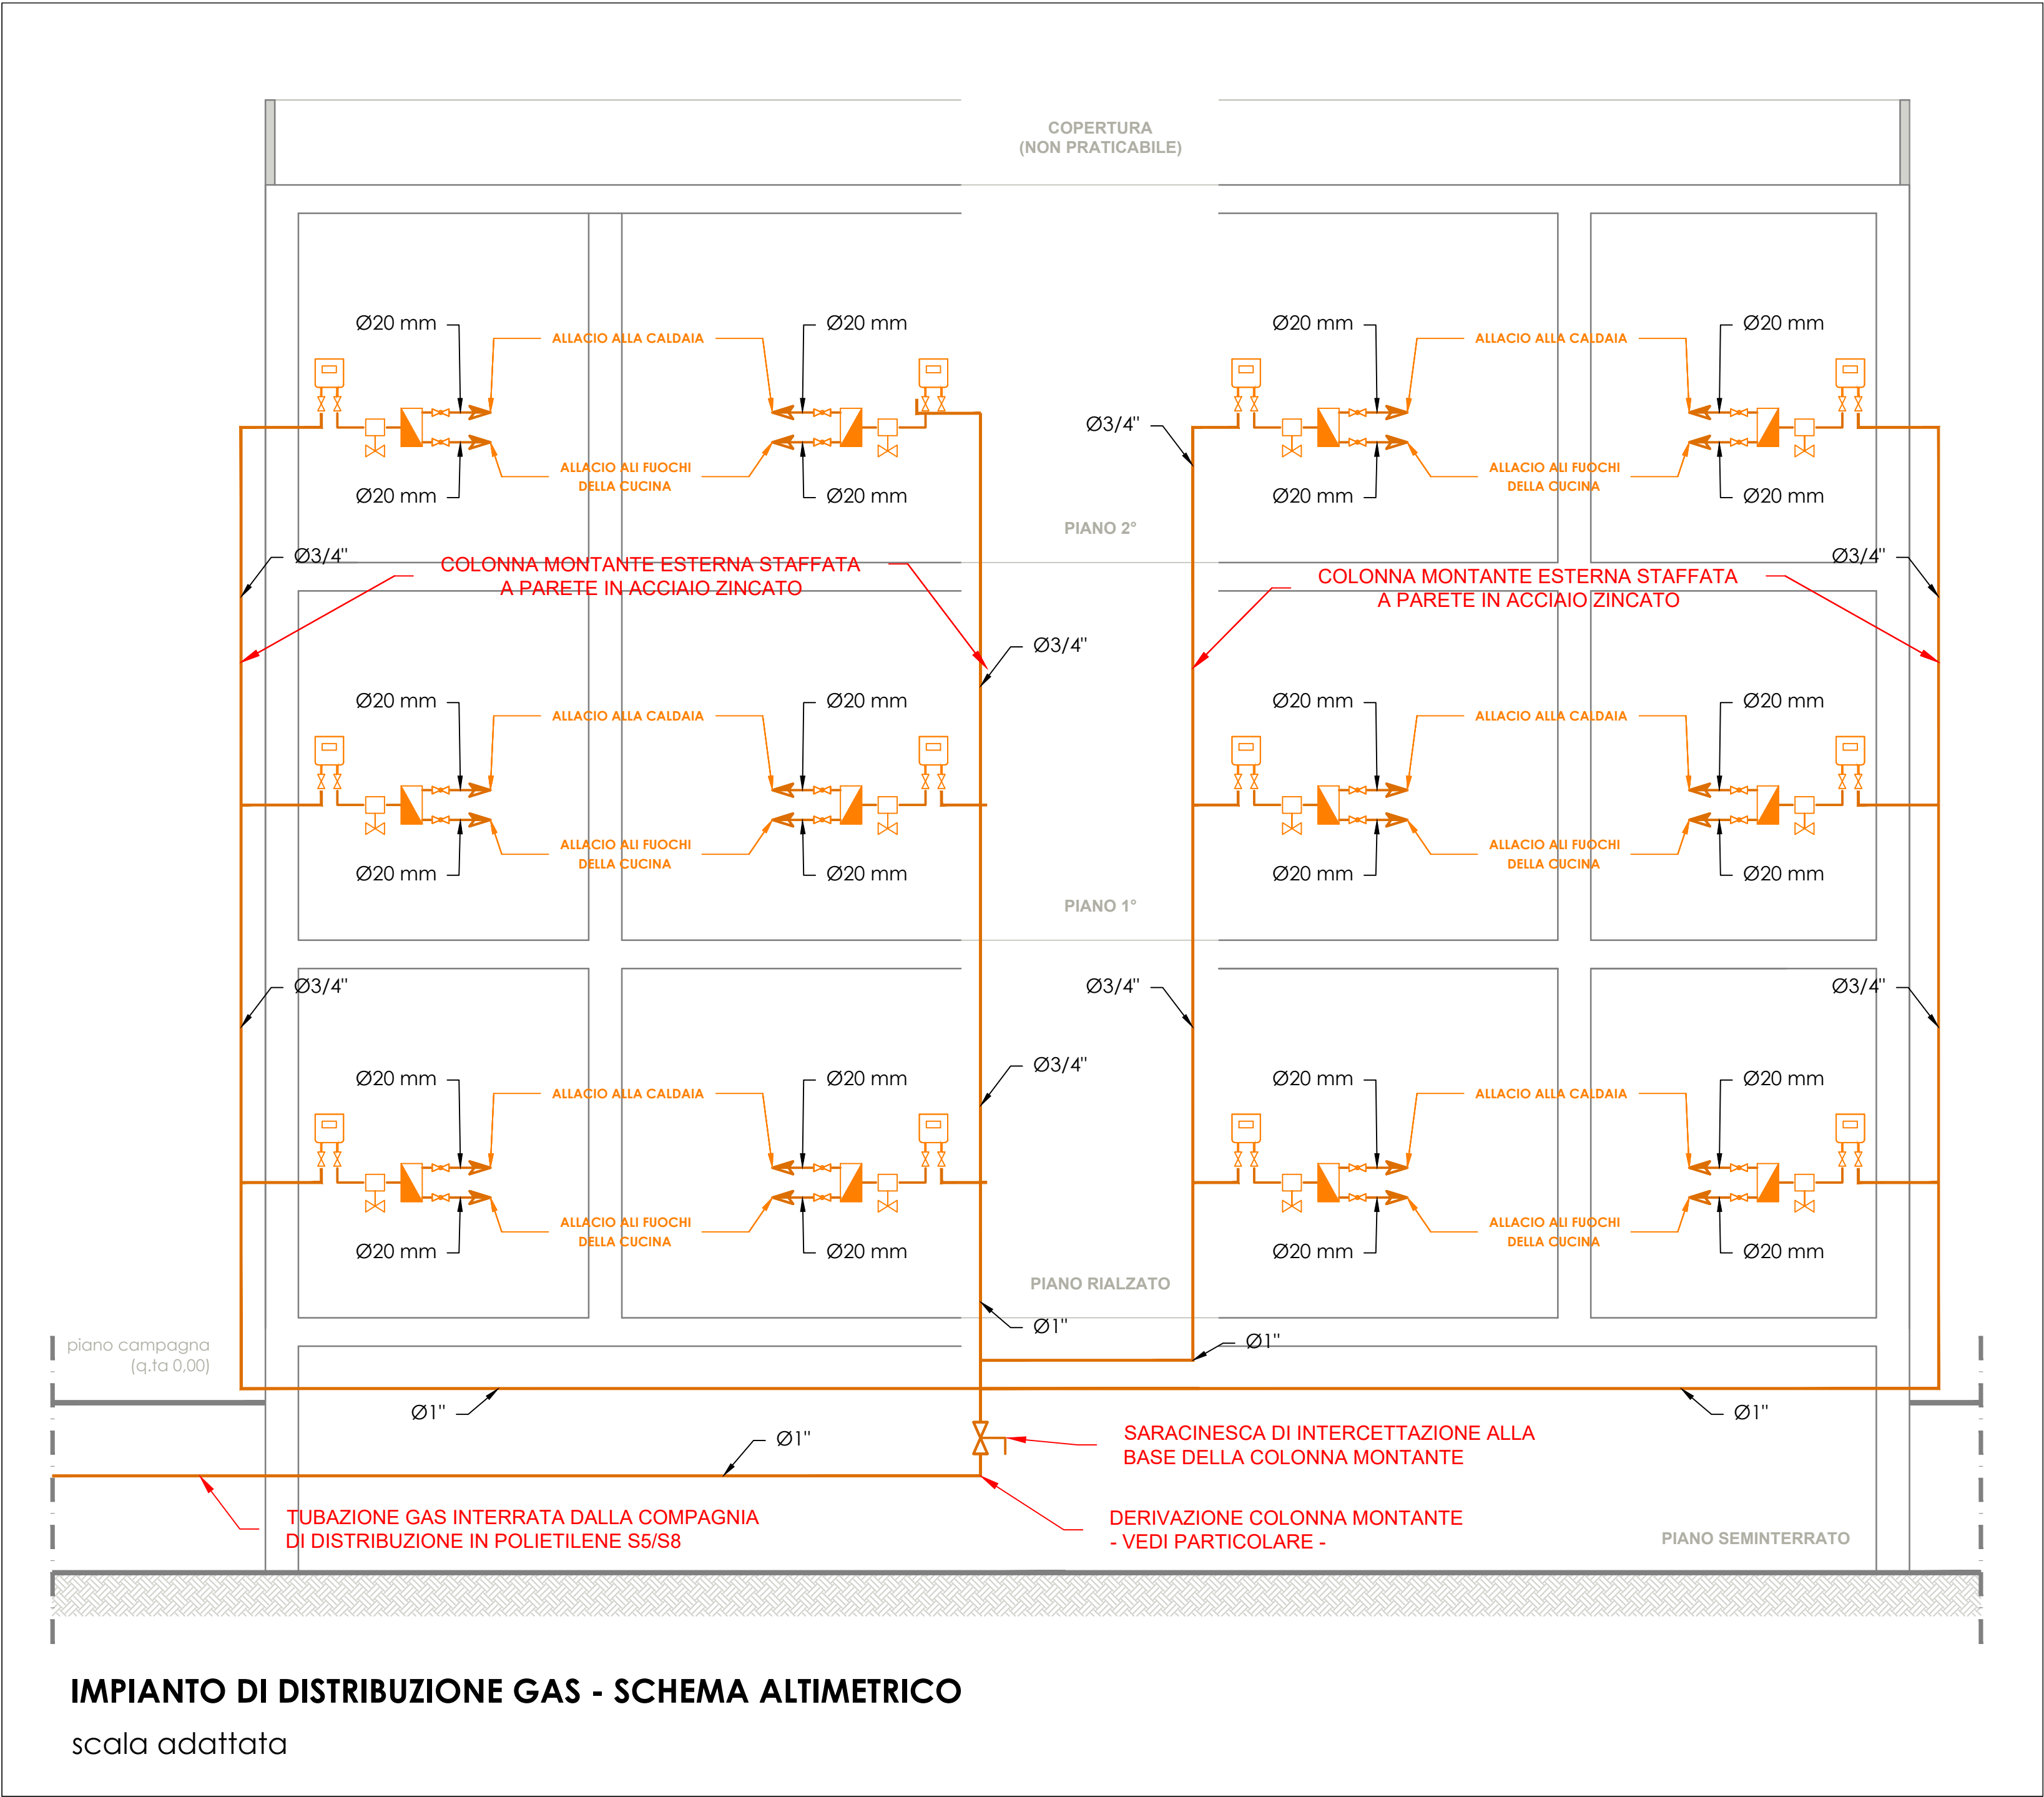 COPERTURA
(NON PRATICABILE)
Ø20 mm
ALLACIO ALLA CALDAIA
Ø20 mm
Ø20 mm
ALLACIO ALLA CALDAIA
Ø20 mm
Ø3/4"
ALLACIO ALI FUOCHI
DELLA CUCINA
ALLACIO ALI FUOCHI
DELLA CUCINA
Ø20 mm
Ø20 mm
Ø20 mm
Ø20 mm
PIANO 2°
Ø3/4"
COLONNA MONTANTE ESTERNA STAFFATA
A PARETE IN ACCIAIO ZINCATO
Ø3/4"
COLONNA MONTANTE ESTERNA STAFFATA
A PARETE IN ACCIAIO ZINCATO
Ø3/4"
Ø20 mm
ALLACIO ALLA CALDAIA
Ø20 mm
Ø20 mm
ALLACIO ALLA CALDAIA
Ø20 mm
ALLACIO ALI FUOCHI
DELLA CUCINA
ALLACIO ALI FUOCHI
DELLA CUCINA
Ø20 mm
Ø20 mm
Ø20 mm
Ø20 mm
PIANO 1°
Ø3/4"
Ø3/4"
Ø3/4"
Ø3/4"
Ø20 mm
ALLACIO ALLA CALDAIA
Ø20 mm
Ø20 mm
ALLACIO ALLA CALDAIA
Ø20 mm
ALLACIO ALI FUOCHI
DELLA CUCINA
ALLACIO ALI FUOCHI
DELLA CUCINA
Ø20 mm
Ø20 mm
Ø20 mm
Ø20 mm
PIANO RIALZATO
Ø1"
Ø1"
piano campagna
(q.ta 0,00)
Ø1"
Ø1"
Ø1"
SARACINESCA DI INTERCETTAZIONE ALLA
BASE DELLA COLONNA MONTANTE
TUBAZIONE GAS INTERRATA DALLA COMPAGNIA
DI DISTRIBUZIONE IN POLIETILENE S5/S8
DERIVAZIONE COLONNA MONTANTE
- VEDI PARTICOLARE -
PIANO SEMINTERRATO
IMPIANTO DI DISTRIBUZIONE GAS - SCHEMA ALTIMETRICO
scala adattata